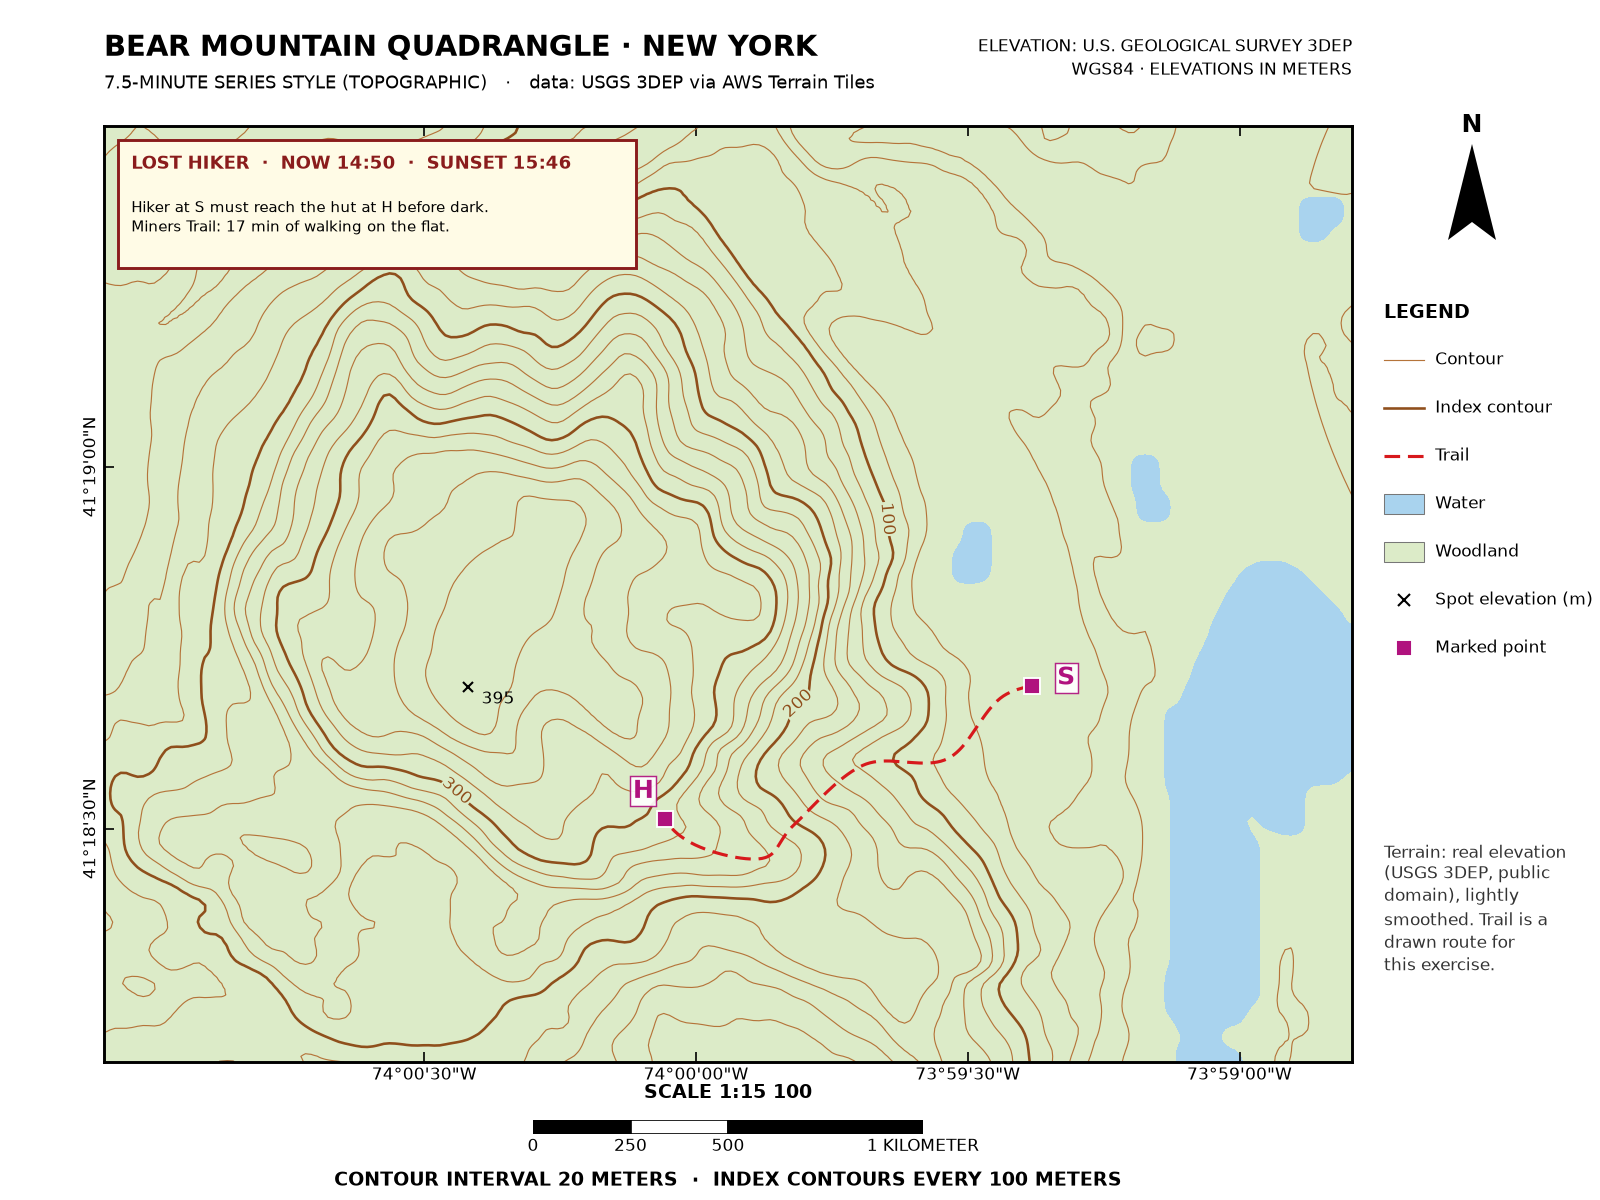 BEAR MOUNTAIN QUADRANGLE · NEW YORK
7.5-MINUTE SERIES STYLE (TOPOGRAPHIC) · data: USGS 3DEP via AWS Terrain Tiles
ELEVATION: U.S. GEOLOGICAL SURVEY 3DEP
WGS84 · ELEVATIONS IN METERS
LOST HIKER · NOW 14:50 · SUNSET 15:46
Hiker at S must reach the hut at H before dark.
Miners Trail: 17 min of walking on the flat.
N
LEGEND
Contour
Index contour
Trail
Water
Woodland
Spot elevation (m)
Marked point
41°19'00"N
41°18'30"N
100
200
300
395
S
H
Terrain: real elevation
(USGS 3DEP, public
domain), lightly
smoothed. Trail is a
drawn route for
this exercise.
74°00'30"W
74°00'00"W
73°59'30"W
73°59'00"W
SCALE 1:15 100
0
250
500
1 KILOMETER
CONTOUR INTERVAL 20 METERS · INDEX CONTOURS EVERY 100 METERS